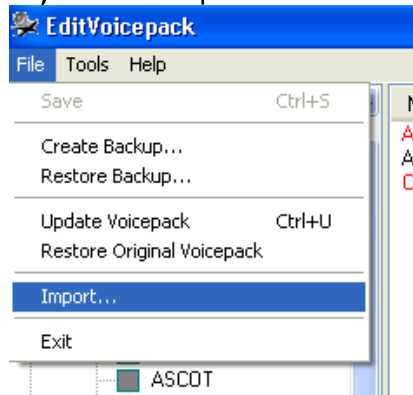 EditVoicepack
File Tools Help
Save Ctrl+S
Create Backup...
Restore Backup...
Update Voicepack Ctrl+U
Restore Original Voicepack
Import...
Exit
ASCOT